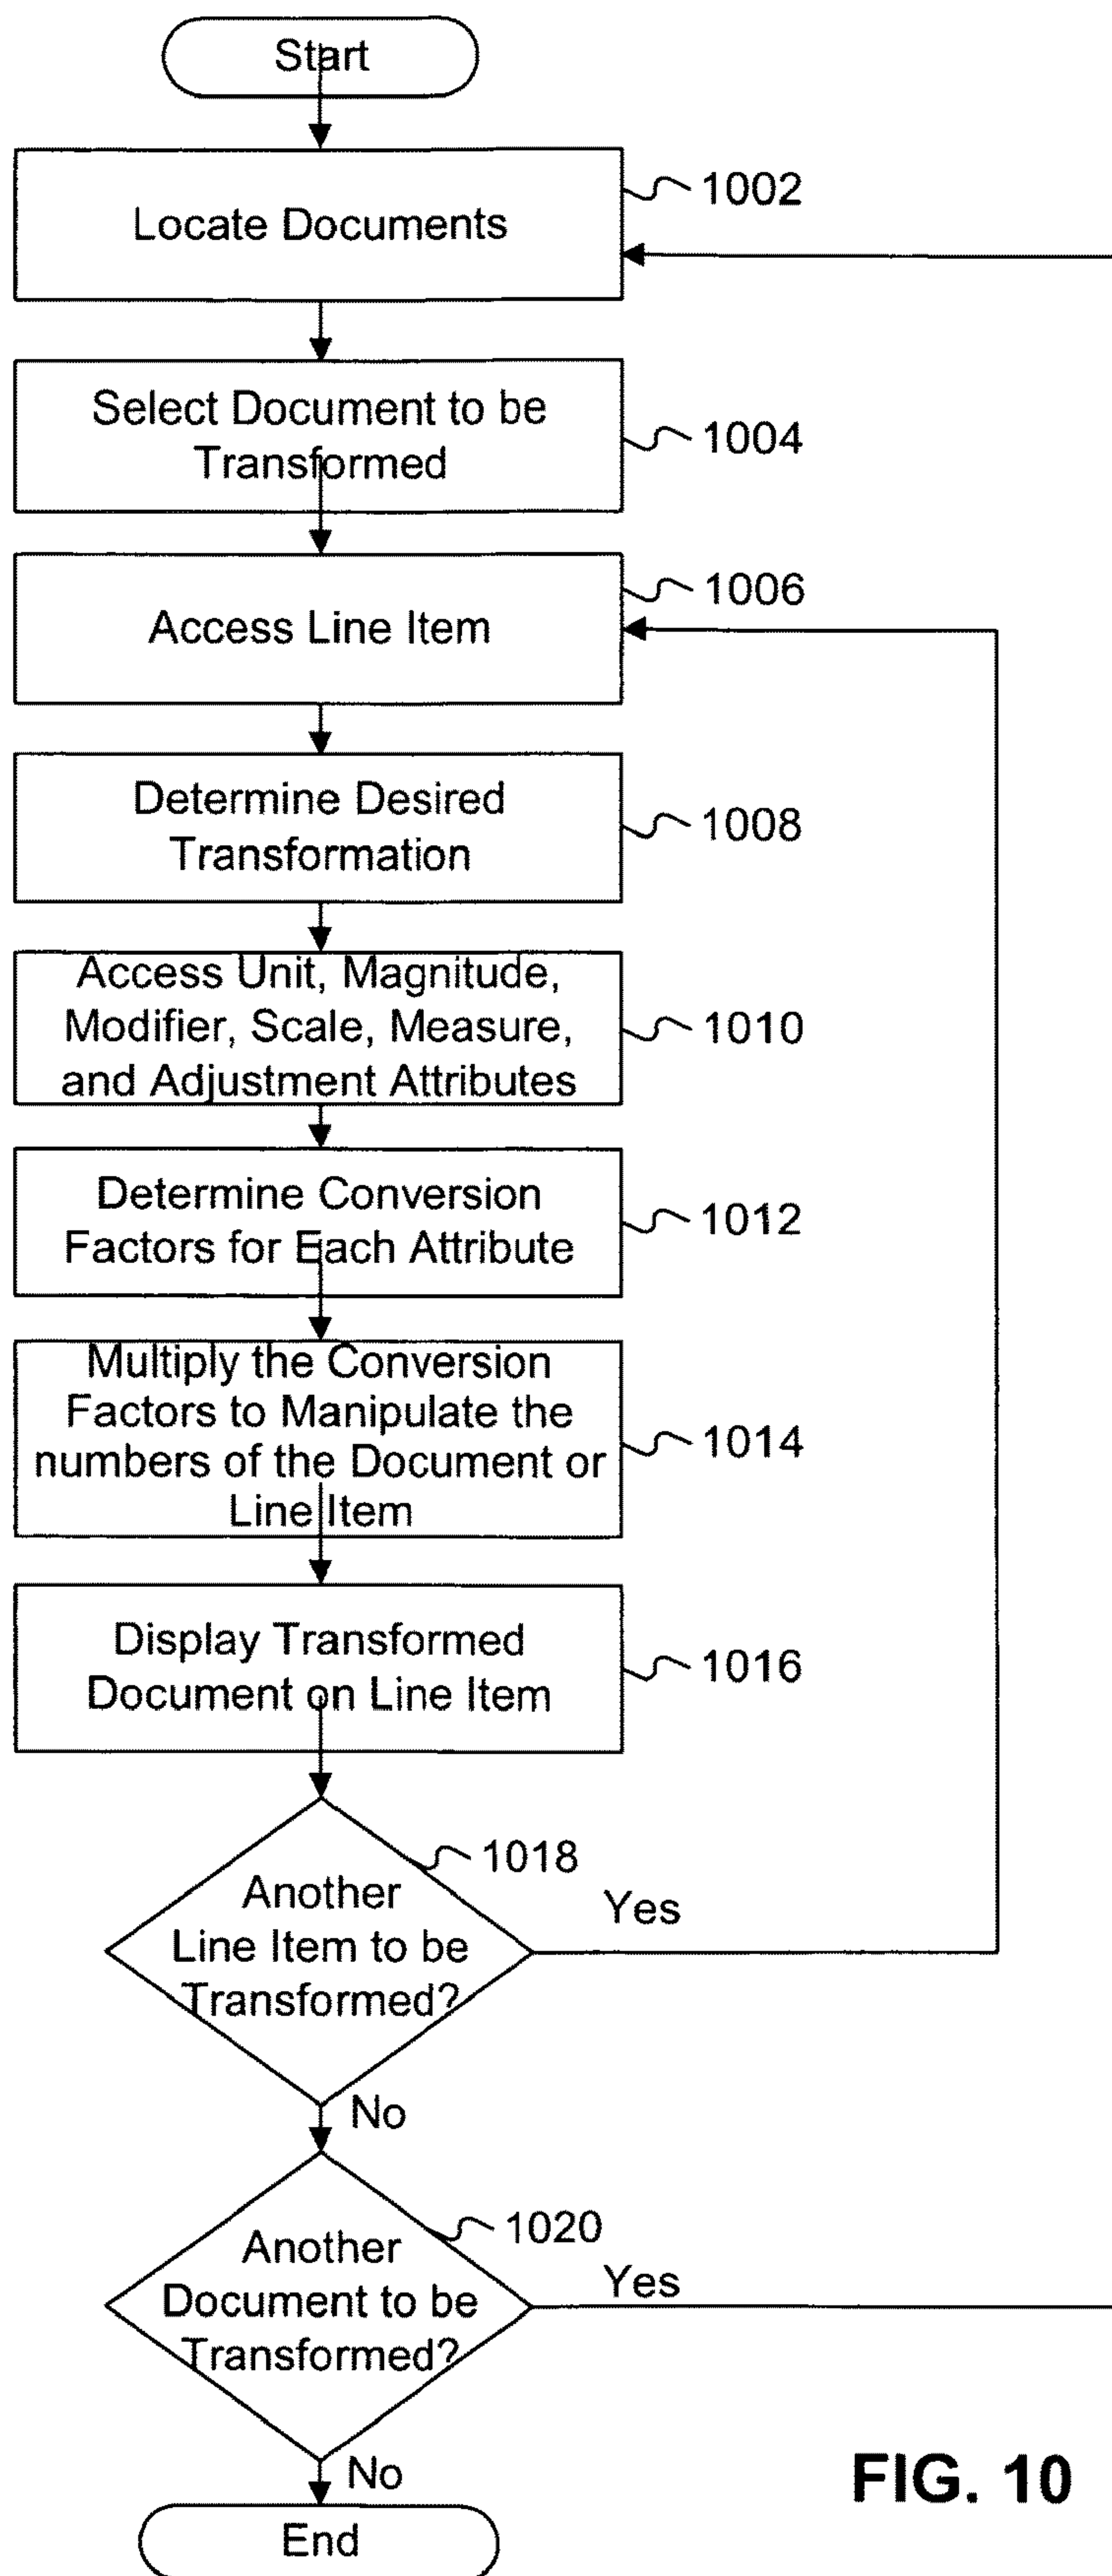 Start
Locate Documents
1002
Select Document to be
Transformed
1004
Access Line Item
1006
Determine Desired
Transformation
1008
Access Unit, Magnitude,
Modifier, Scale, Measure,
and Adjustment Attributes
1010
Determine Conversion
Factors for Each Attribute
1012
Multiply the Conversion
Factors to Manipulate the
numbers of the Document or
Line Item
1014
Display Transformed
Document on Line Item
1016
Another
Line Item to be
Transformed?
1018
Yes
No
Another
Document to be
Transformed?
1020
Yes
No
End
FIG. 10